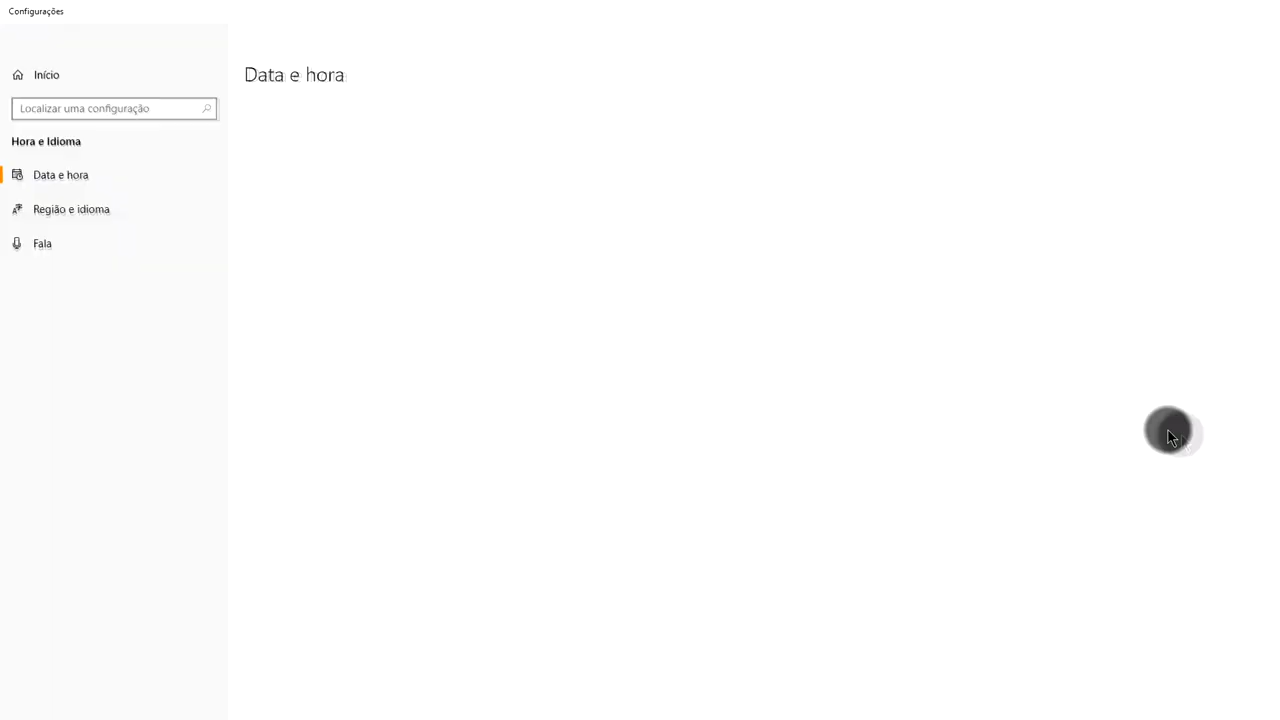 Configurações
Início
Localizar uma configuração
Hora e Idioma
Data e hora
Região e idioma
Fala
Data e hora